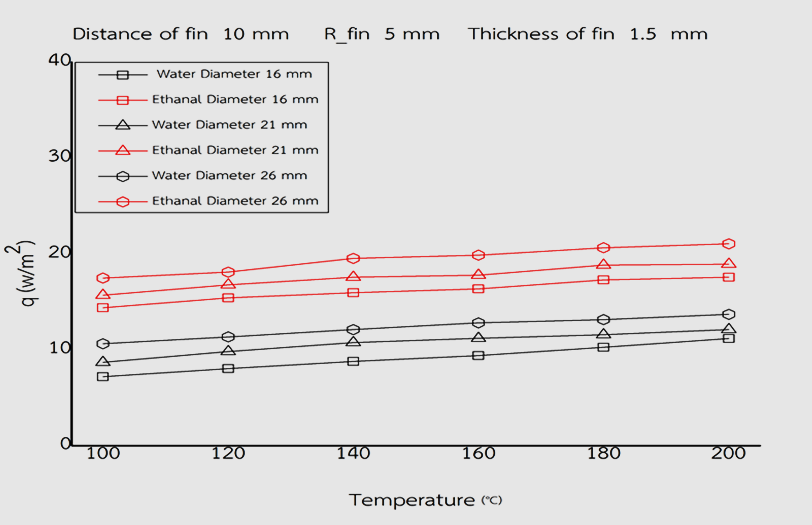 Distance of fin 10 mm R_fin 5 mm Thickness of fin 1.5 mm
40
Water Diameter 16 mm
Ethanal Diameter 16 mm
Water Diameter 21 mm
Ethanal Diameter 21 mm
Water Diameter 26 mm
Ethanal Diameter 26 mm
30
20
10
0
q (w/m²)
100 120 140 160 180 200
Temperature (°C)